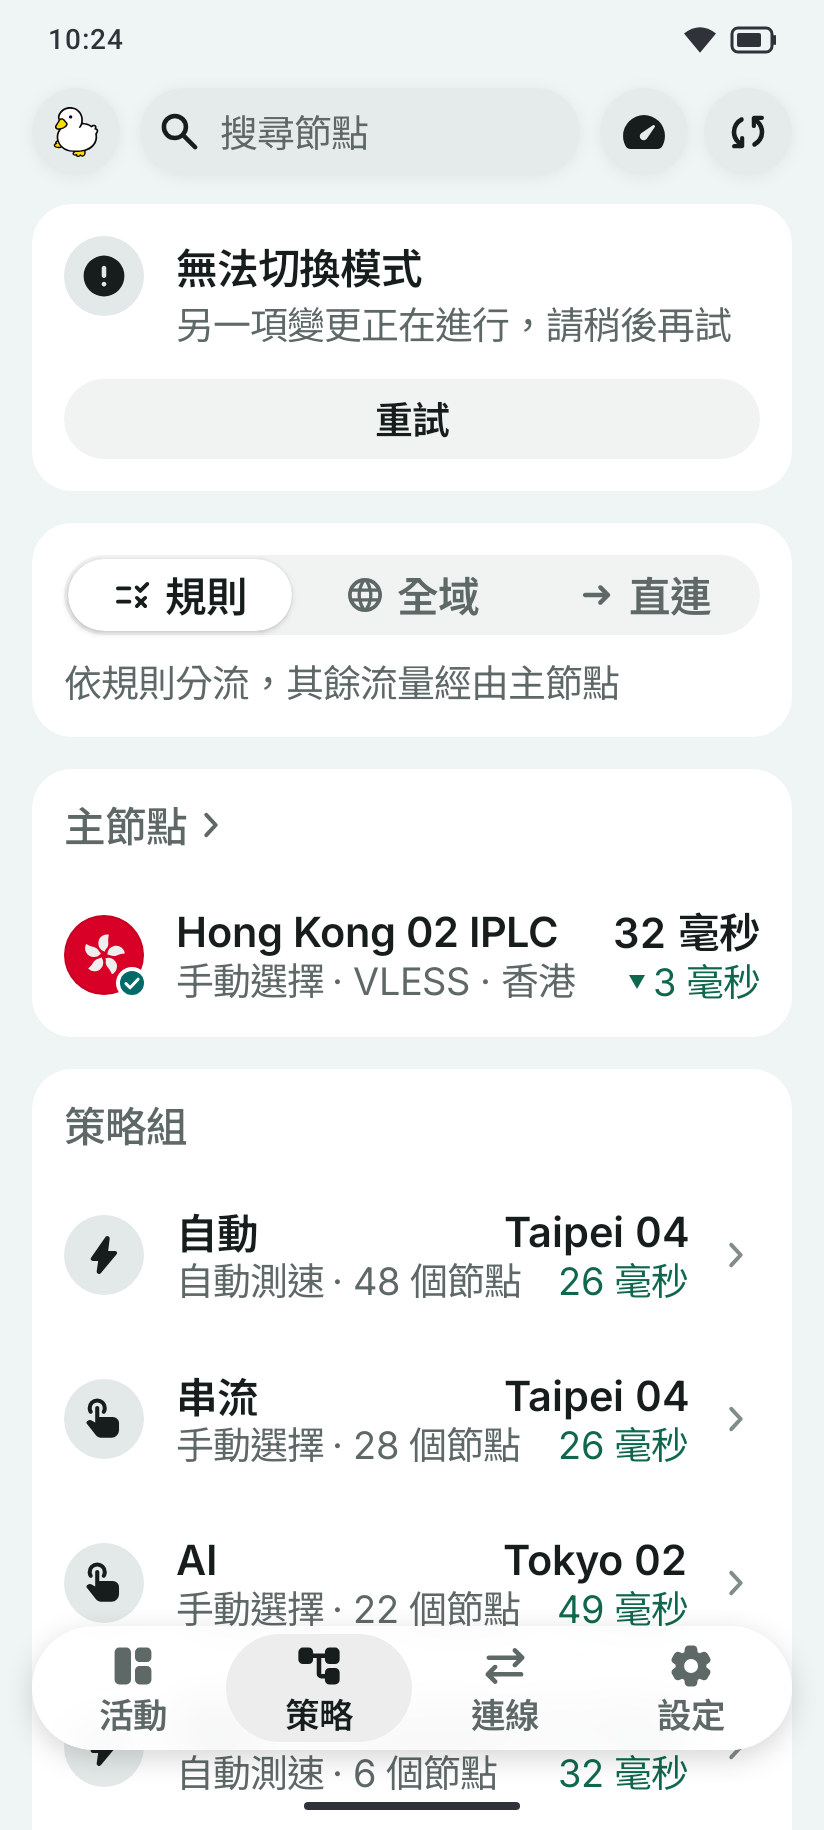 10:24
搜尋節點
無法切換模式
另一項變更正在進行，請稍後再試
重試
規則
全域
直連
依規則分流，其餘流量經由主節點
主節點
Hong Kong 02 IPLC
32 毫秒
手動選擇 · VLESS · 香港
3 毫秒
策略組
自動
Taipei 04
自動測速 · 48 個節點
26 毫秒
串流
Taipei 04
手動選擇 · 28 個節點
26 毫秒
AI
Tokyo 02
手動選擇 · 22 個節點
49 毫秒
活動
策略
連線
設定
自動測速 · 6 個節點
32 毫秒